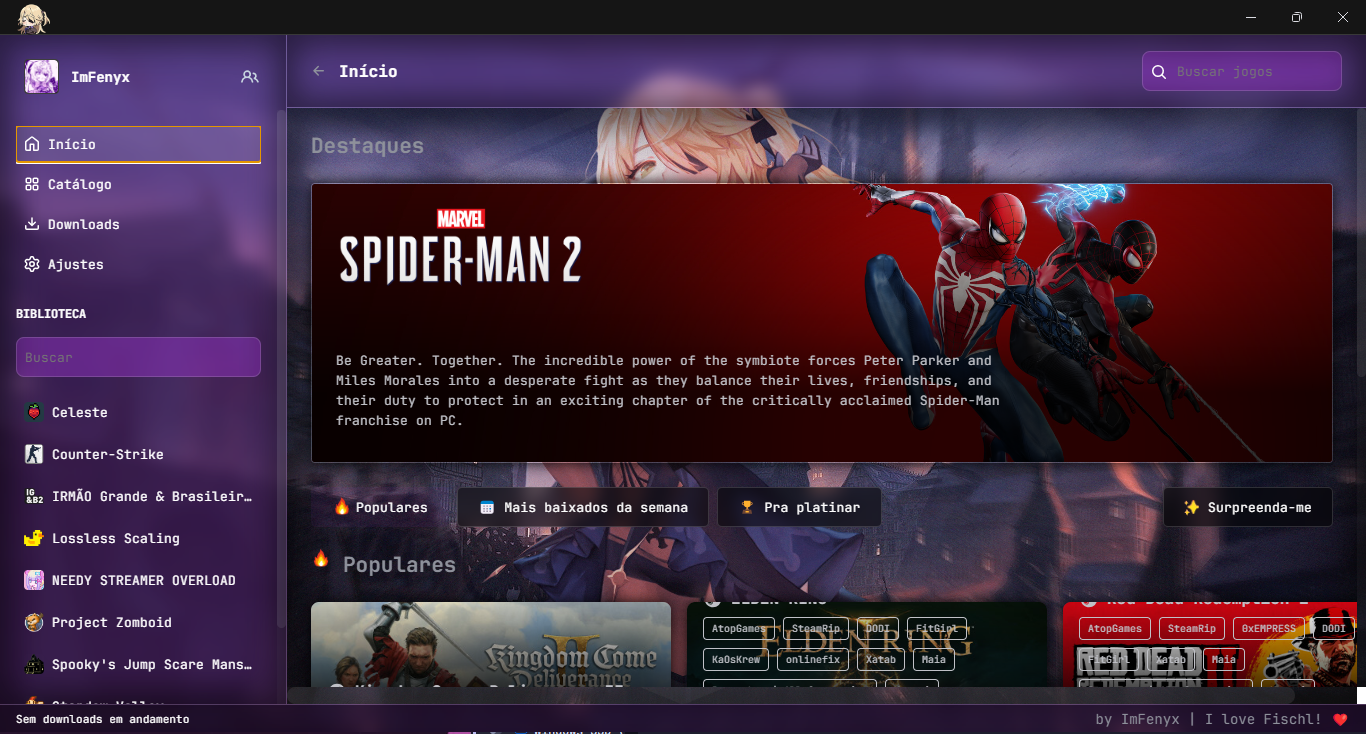 ImFenyx
Início
Catálogo
Downloads
Ajustes
BIBLIOTECA
Buscar
Celeste
Counter-Strike
IRMÃO Grande & Brasileir…
Lossless Scaling
NEEDY STREAMER OVERLOAD
Project Zomboid
Spooky's Jump Scare Mans…
← Início
Buscar jogos
Destaques
MARVEL
SPIDER-MAN 2
Be Greater. Together. The incredible power of the symbiote forces Peter Parker and
Miles Morales into a desperate fight as they balance their lives, friendships, and
their duty to protect in an exciting chapter of the critically acclaimed Spider-Man
franchise on PC.
🔥 Populares
Mais baixados da semana
🏆 Pra platinar
✨ Surpreenda-me
🔥 Populares
Kingdom Come
Deliverance
II
ELDEN RING
AtopGames SteamRip DODI FitGirl
KaOsKrew onlinefix Xatab Maia
ELDEN RING
Red Dead Redemption 2
AtopGames SteamRip 0xEMPRESS DODI
FitGirl Xatab Maia
RED DEAD
REDEMPTION
Sem downloads em andamento
by ImFenyx | I love Fischl! ❤️